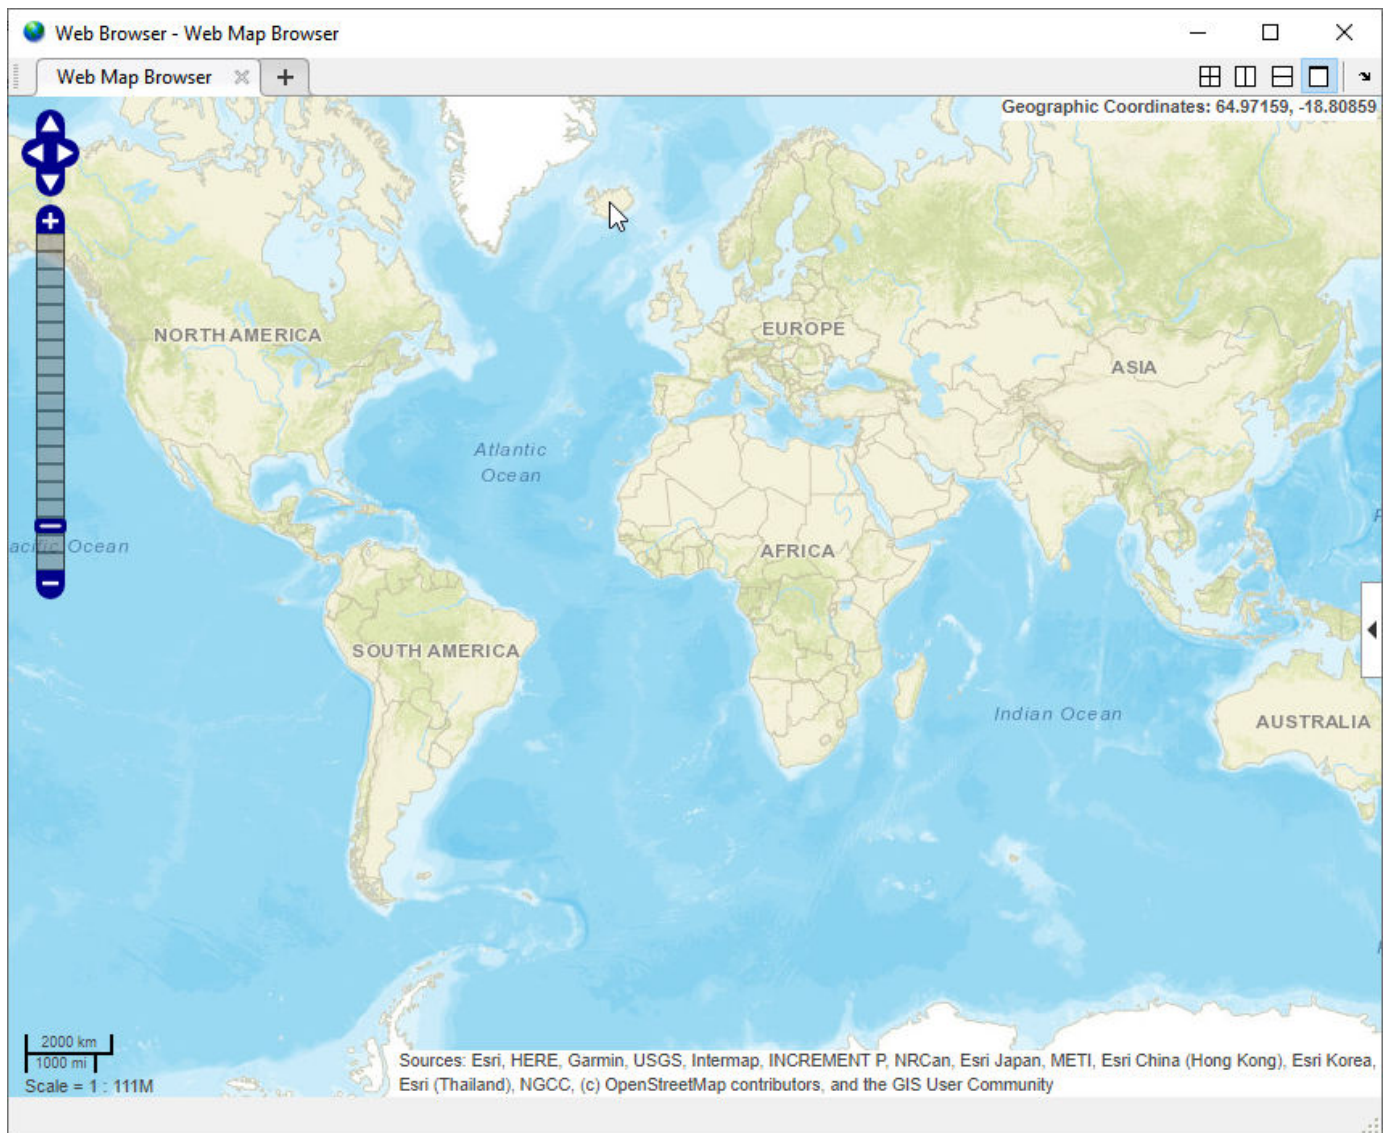 Web Browser - Web Map Browser
Web Map Browser
Geographic Coordinates: 64.97159, -18.80859
NORTH AMERICA
EUROPE
ASIA
Atlantic
Ocean
acific Ocean
AFRICA
SOUTH AMERICA
Indian Ocean
AUSTRALIA
2000 km
1000 mi
Scale = 1 : 111M
Sources: Esri, HERE, Garmin, USGS, Intermap, INCREMENT P, NRCan, Esri Japan, METI, Esri China (Hong Kong), Esri Korea,
Esri (Thailand), NGCC, (c) OpenStreetMap contributors, and the GIS User Community